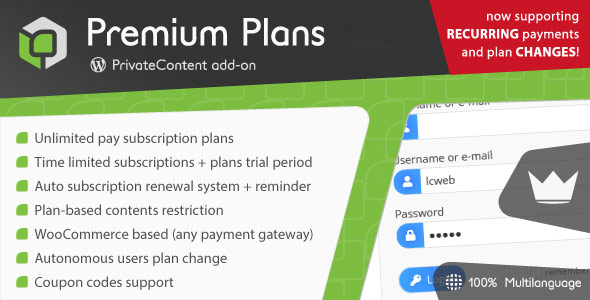 Premium Plans
PrivateContent add-on
now supporting
RECURRING payments
and plan CHANGES!
Unlimited pay subscription plans
Time limited subscriptions + plans trial period
Auto subscription renewal system + reminder
Plan-based contents restriction
WooCommerce based (any payment gateway)
Autonomous users plan change
Coupon codes support
name or e-mail
Username or e-mail
lcweb
Password
•••••
Log
remember
100% Multilanguage